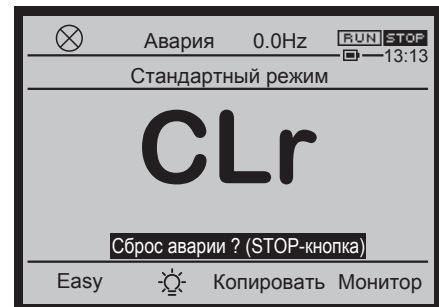 Авария 0.0Hz RUN STOP
13:13
Стандартный режим
CLr
Сброс аварии ? (STOP-кнопка)
Easy Копировать Монитор